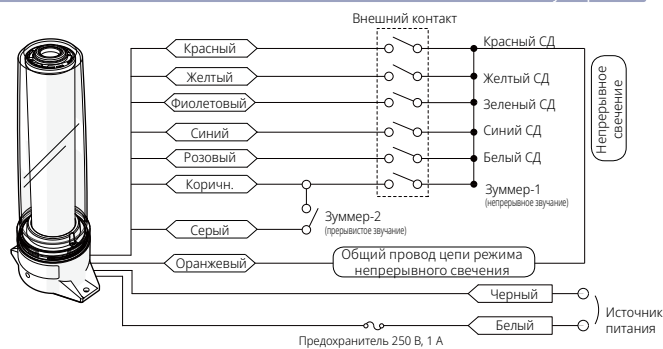 Внешний контакт
Красный
Красный СД
Желтый
Желтый СД
Фиолетовый
Зеленый СД
Синий
Синий СД
Розовый
Белый СД
Коричн.
Зуммер-1
(непрерывное звучание)
Непрерывное
свечение
Зуммер-2
(прерывистое звучание)
Серый
Оранжевый
Общий провод цепи режима
непрерывного свечения
Черный
Белый
Источник
питания
Предохранитель 250 В, 1 А